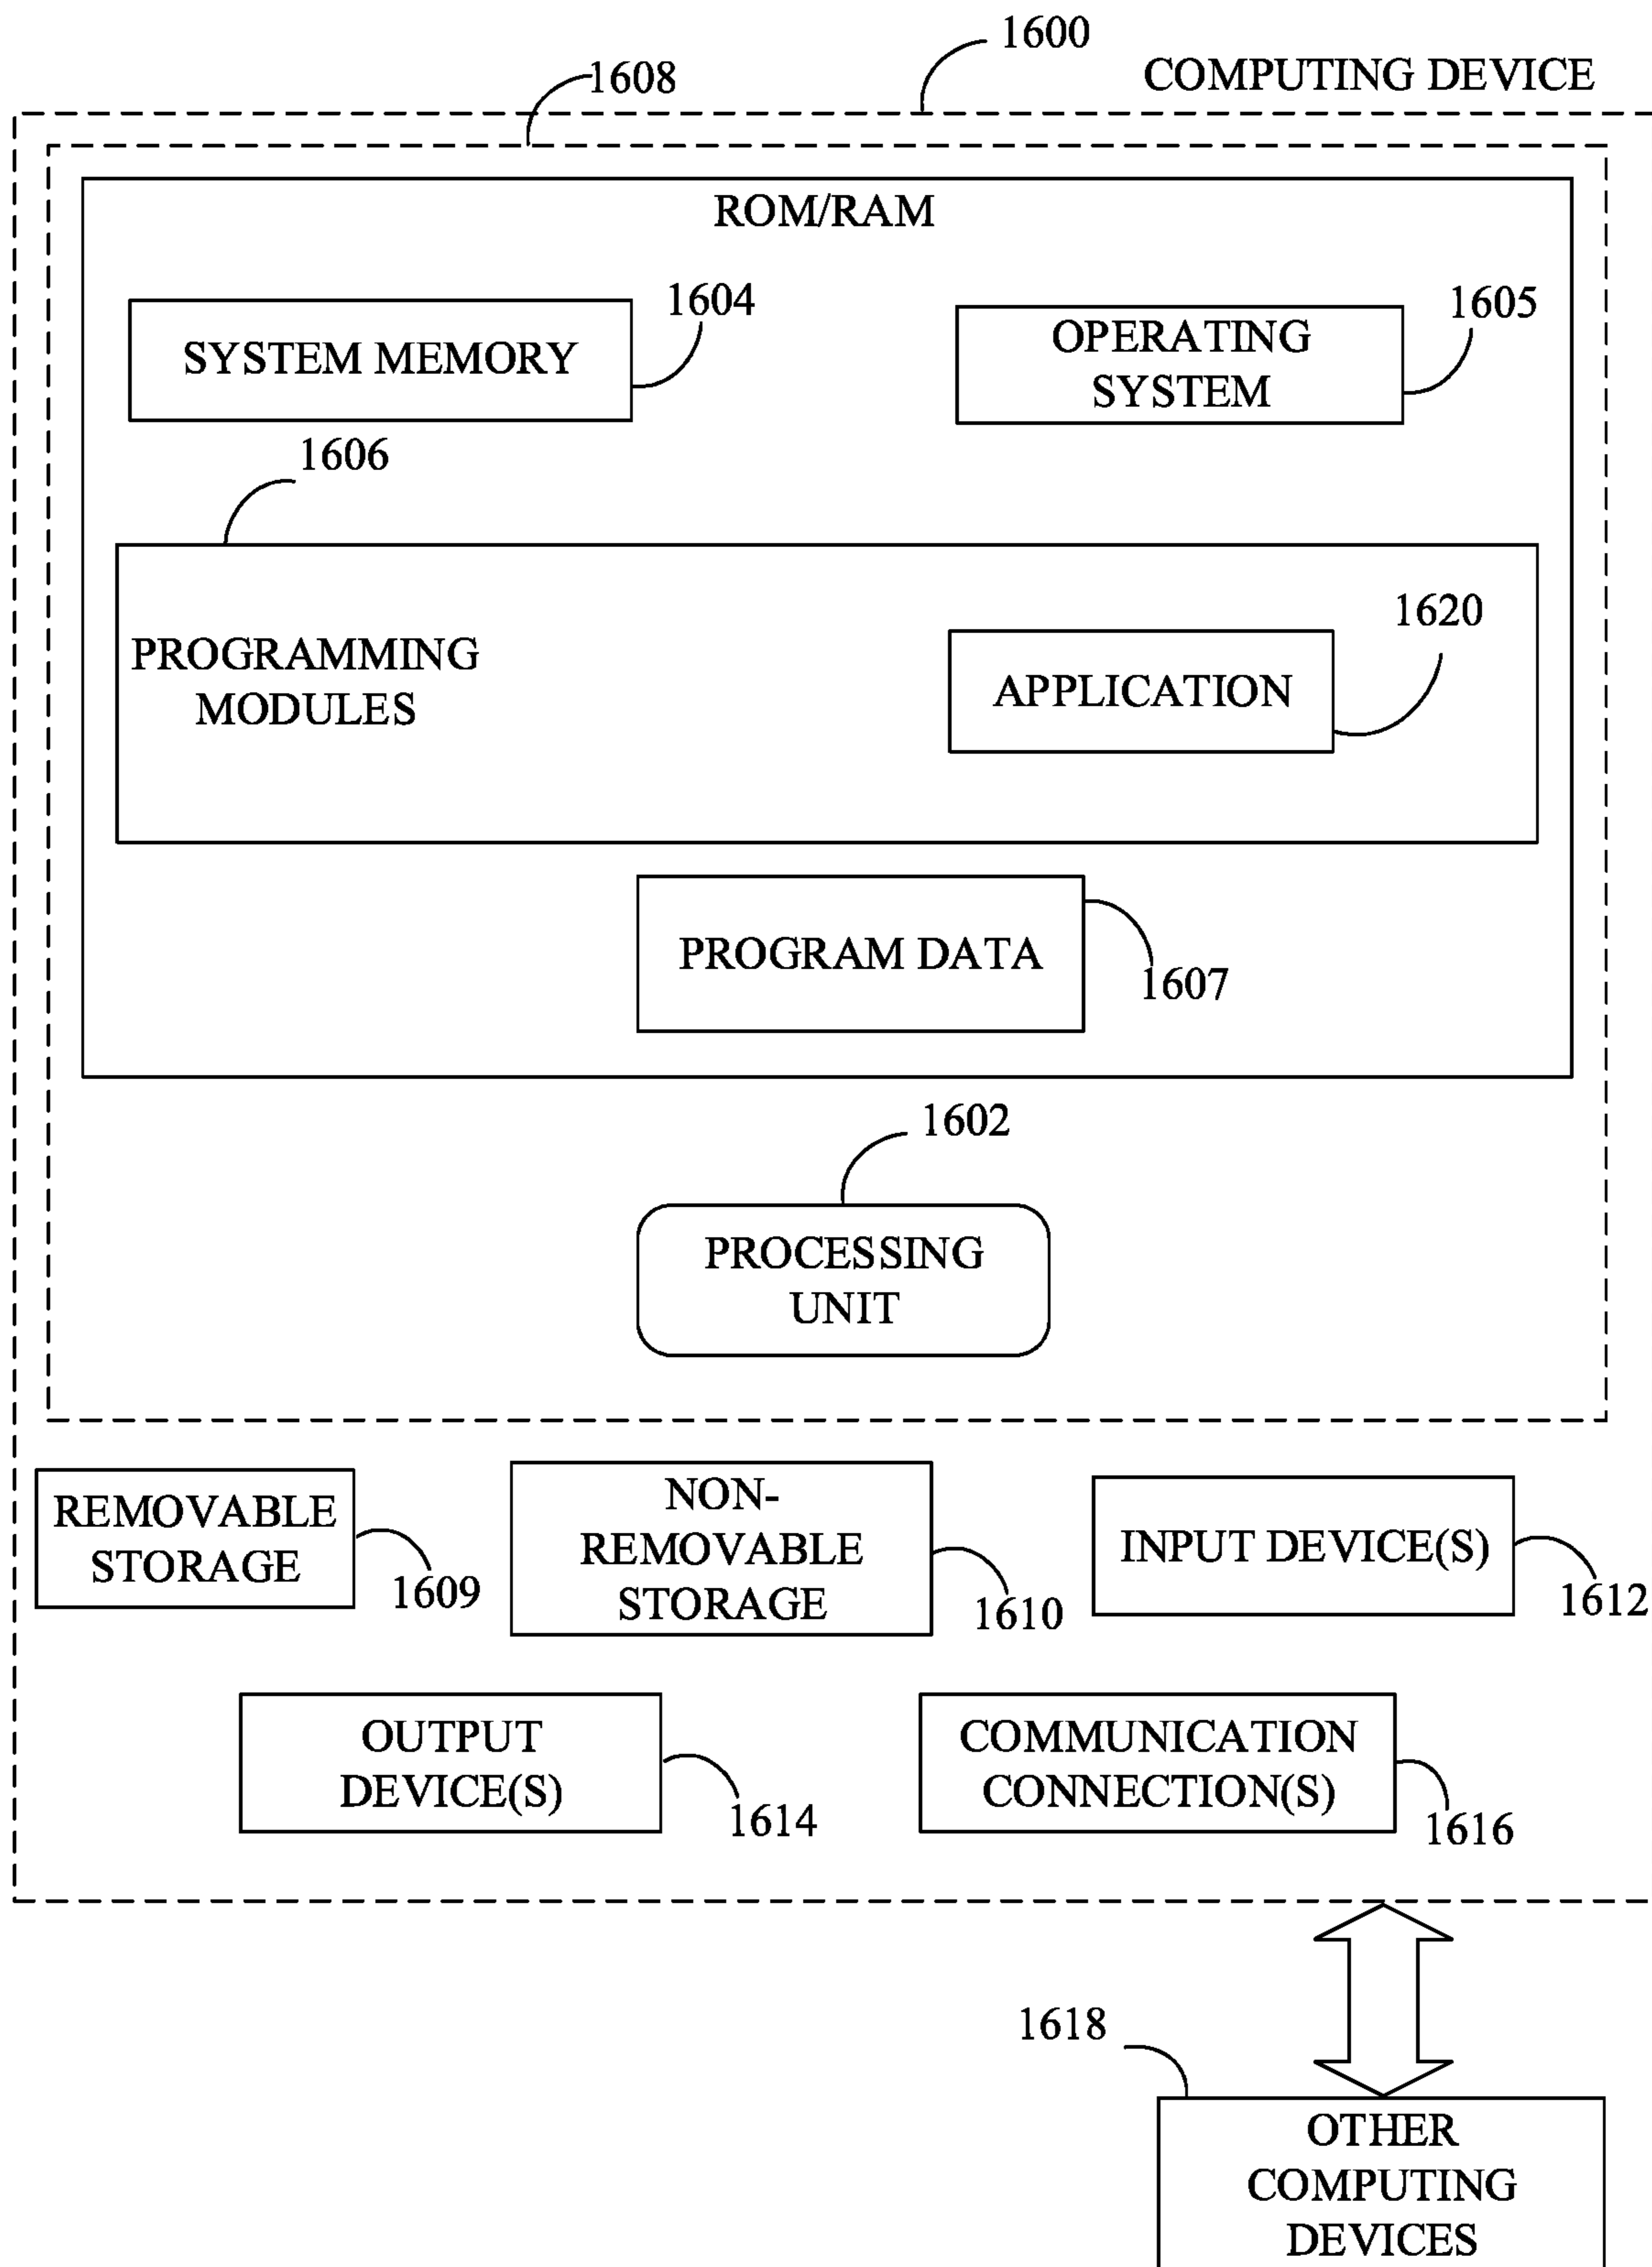 1600
COMPUTING DEVICE
1608
ROM/RAM
1604
SYSTEM MEMORY
1605
OPERATING
SYSTEM
1606
PROGRAMMING
MODULES
1620
APPLICATION
PROGRAM DATA
1607
1602
PROCESSING
UNIT
REMOVABLE
STORAGE
1609
NON-
REMOVABLE
STORAGE
1610
INPUT DEVICE(S)
1612
OUTPUT
DEVICE(S)
1614
COMMUNICATION
CONNECTION(S)
1616
1618
OTHER
COMPUTING
DEVICES